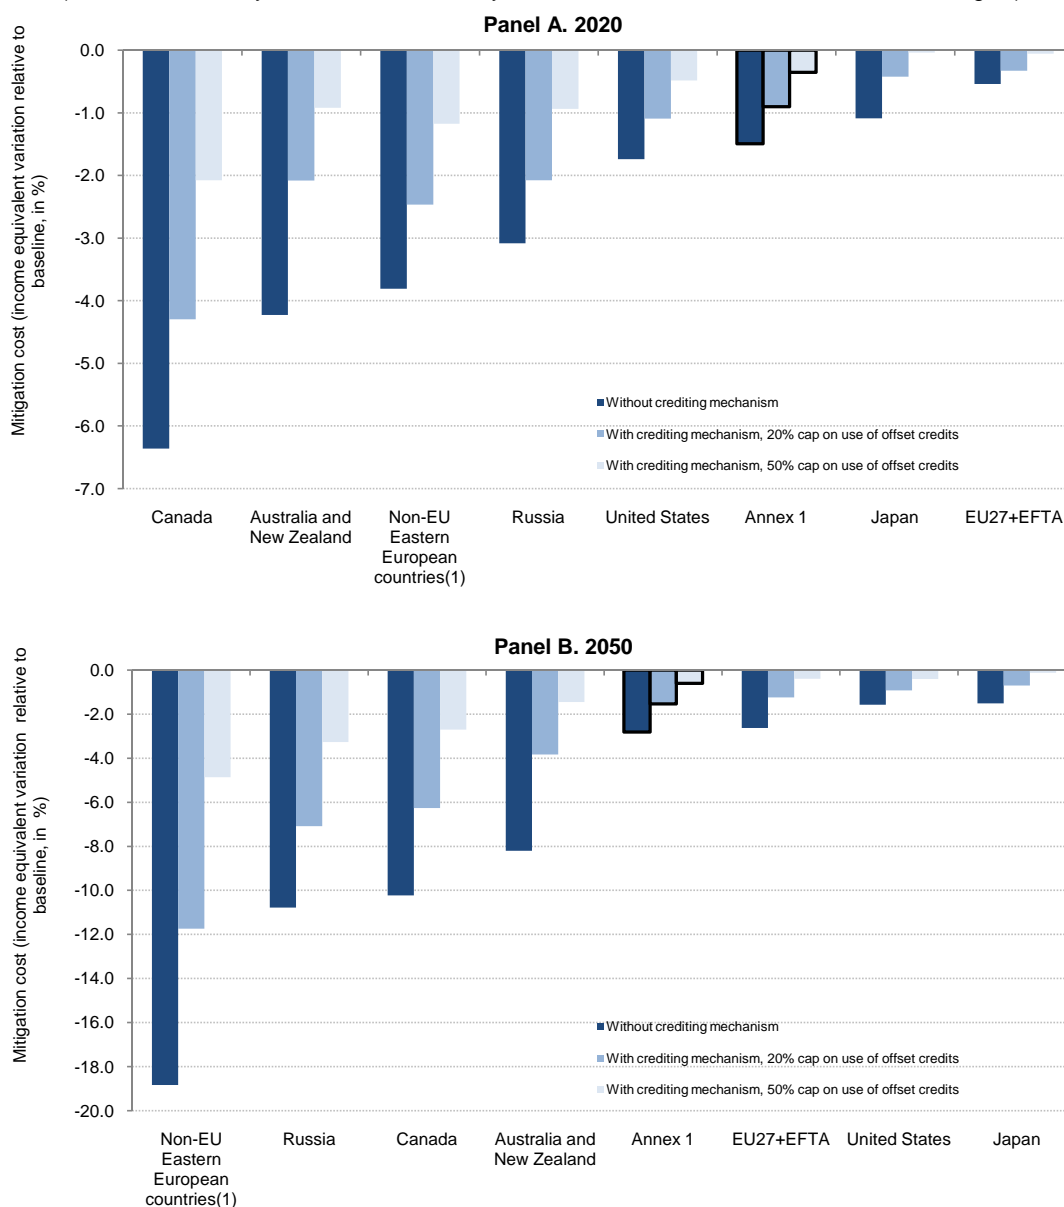 Panel A. 2020
Mitigation cost (income equivalent variation relative to
baseline, in %)
0.0
-1.0
-2.0
-3.0
-4.0
-5.0
-6.0
-7.0
Without crediting mechanism
With crediting mechanism, 20% cap on use of offset credits
With crediting mechanism, 50% cap on use of offset credits
Canada
Australia and
New Zealand
Non-EU
Eastern
European
countries(1)
Russia
United States
Annex 1
Japan
EU27+EFTA
Panel B. 2050
Mitigation cost (income equivalent variation relative to
baseline, in %)
0.0
-2.0
-4.0
-6.0
-8.0
-10.0
-12.0
-14.0
-16.0
-18.0
-20.0
Without crediting mechanism
With crediting mechanism, 20% cap on use of offset credits
With crediting mechanism, 50% cap on use of offset credits
Non-EU
Eastern
European
countries(1)
Russia
Canada
Australia and
New Zealand
Annex 1
EU27+EFTA
United States
Japan